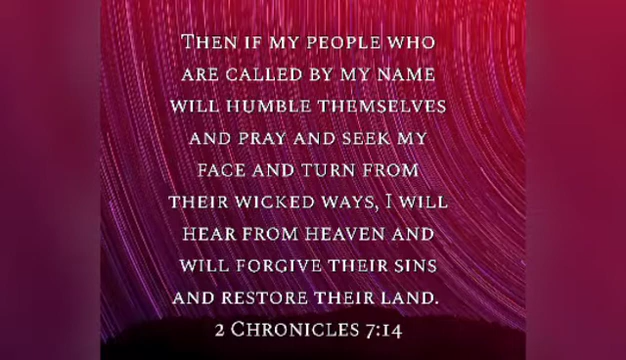 Then if my people who
are called by my name
will humble themselves
and pray and seek my
face and turn from
their wicked ways, I will
hear from heaven and
will forgive their sins
and restore their land.
2 Chronicles 7:14